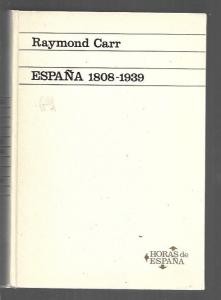 Raymond Carr
ESPAÑA 1808-1939
HORAS de
ESPAÑA